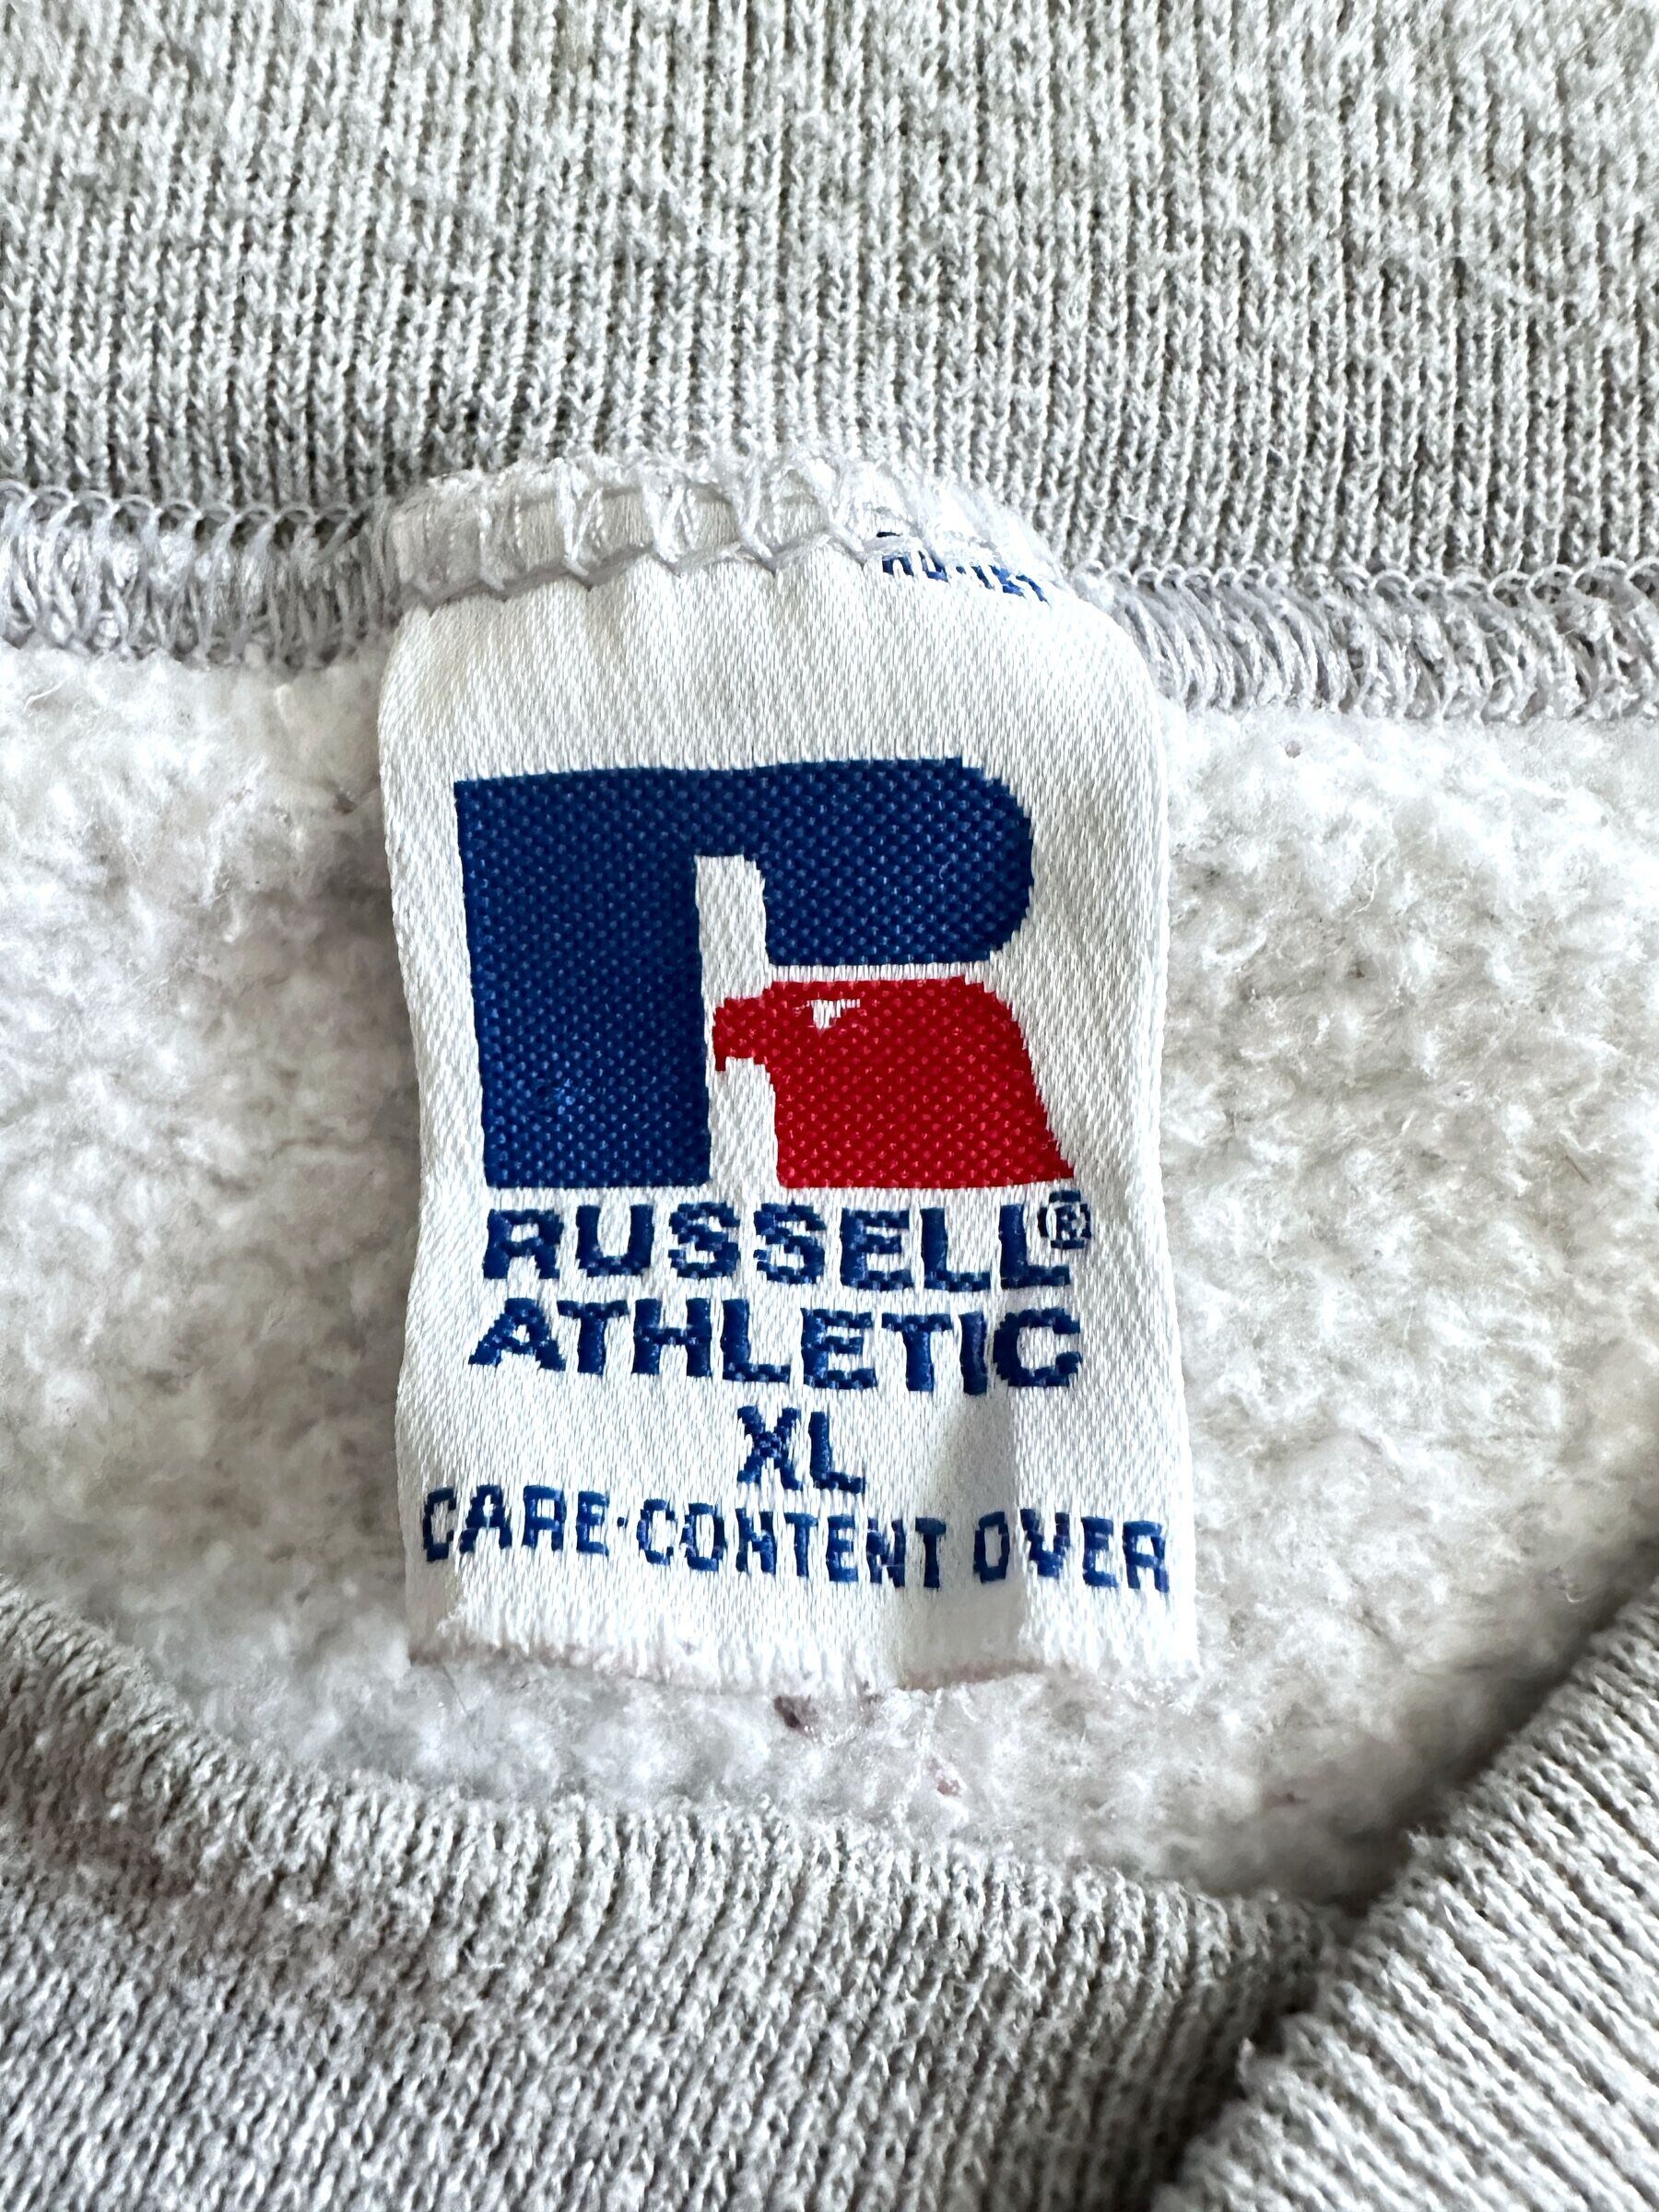 RUSSELL®
ATHLETIC
XL
CARE·CONTENT OVER